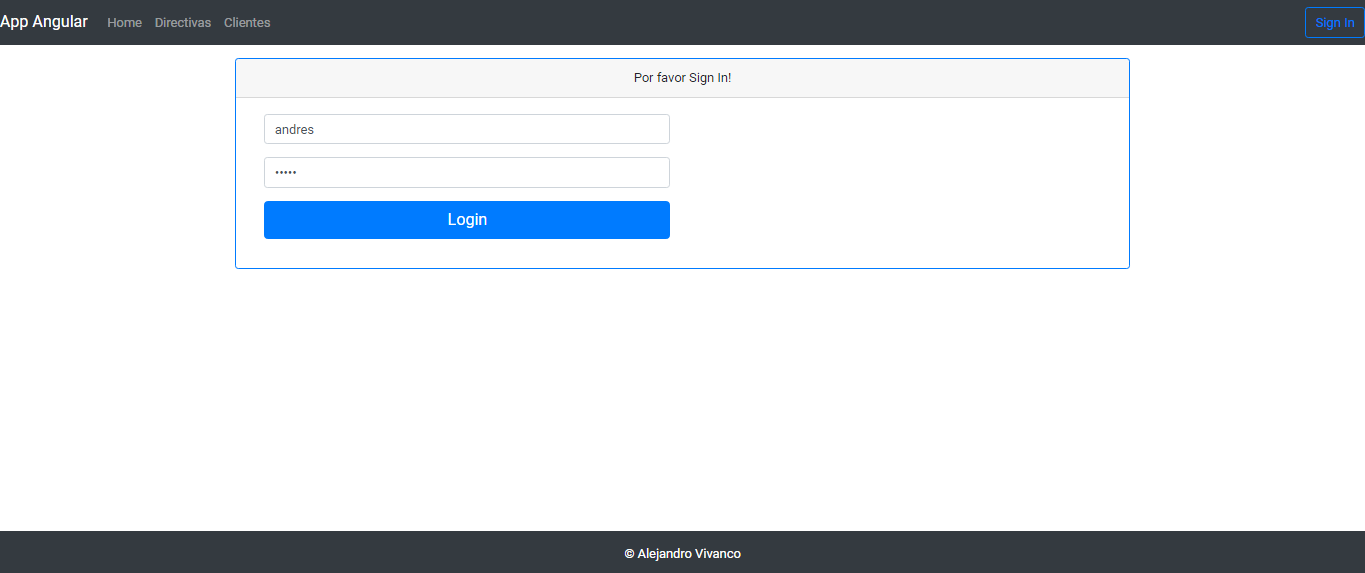 App Angular Home Directivas Clientes Sign In
Por favor Sign In!
andres
•••••
Login
© Alejandro Vivanco